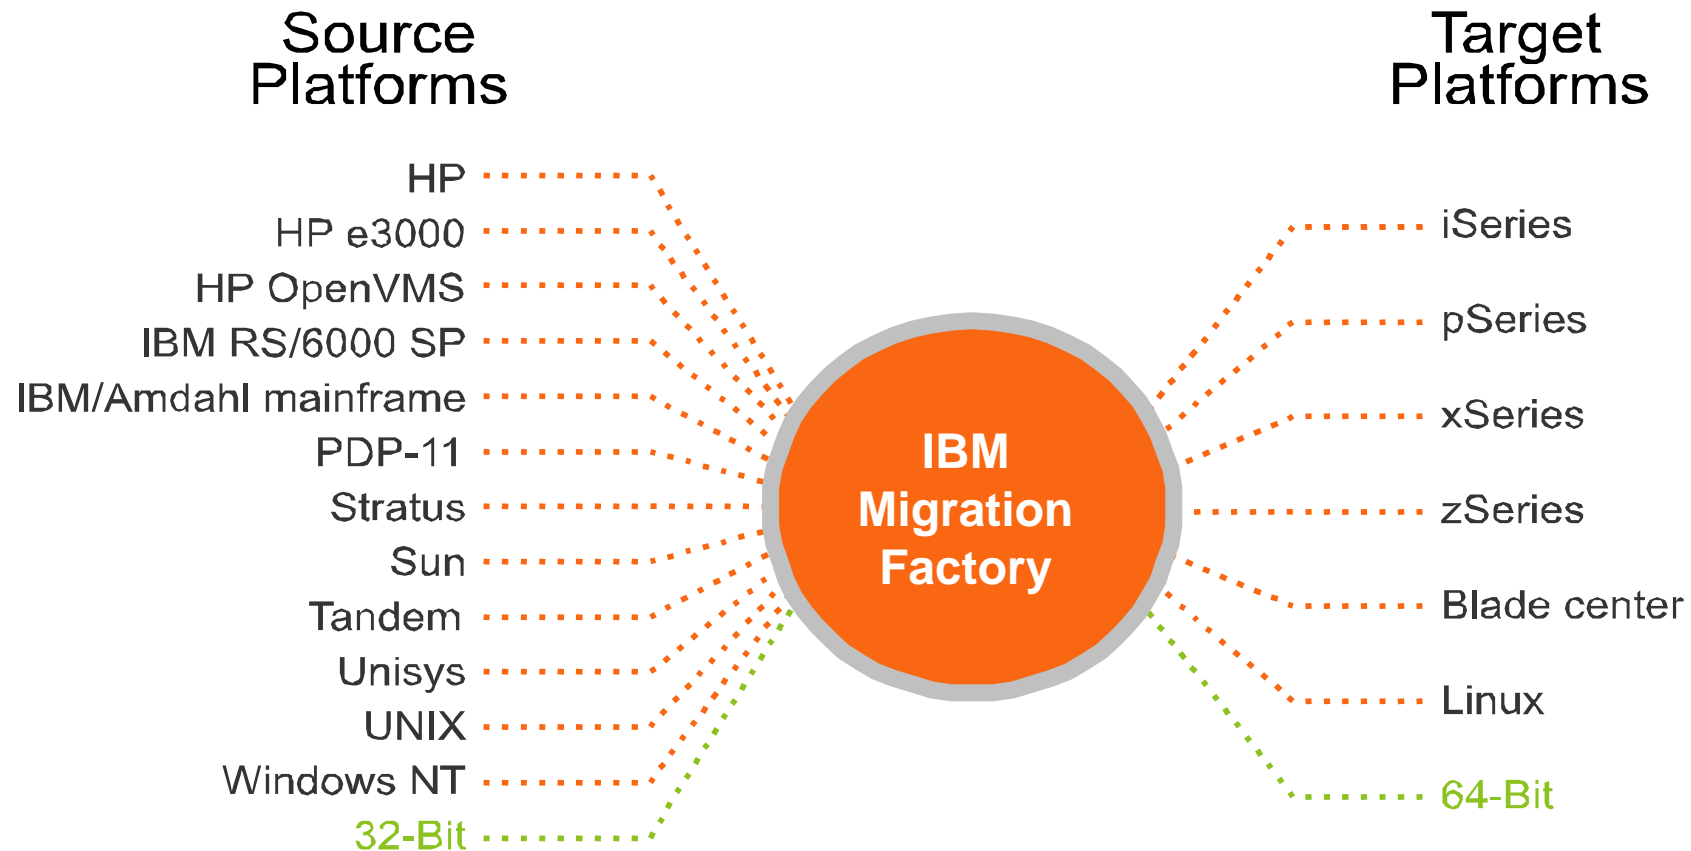 Source
Platforms
HP
HP e3000
HP OpenVMS
IBM RS/6000 SP
IBM/Amdahl mainframe
PDP-11
Stratus
Sun
Tandem
Unisys
UNIX
Windows NT
32-Bit
IBM
Migration
Factory
Target
Platforms
iSeries
pSeries
xSeries
zSeries
Blade center
Linux
64-Bit